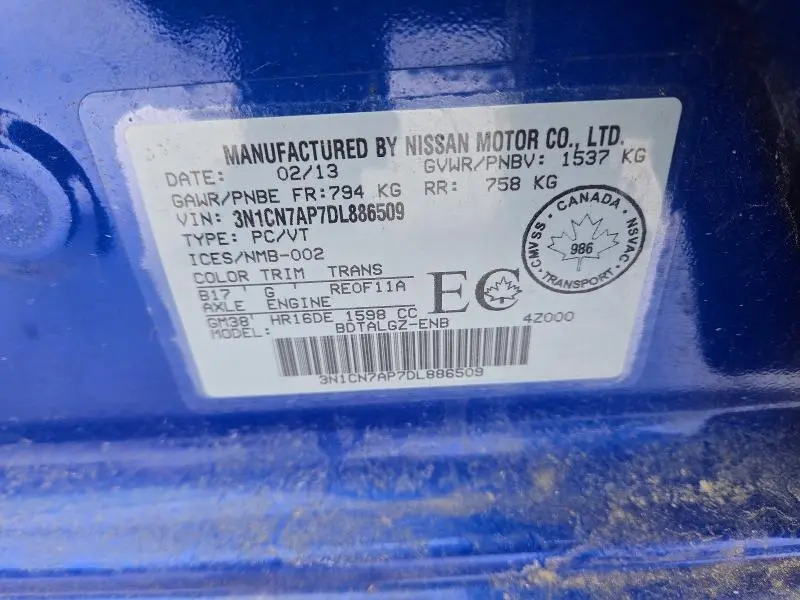 MANUFACTURED BY NISSAN MOTOR CO., LTD.
DATE: 02/13 GVWR/PNBV: 1537 KG
GAWR/PNBE FR:794 KG RR: 758 KG
VIN: 3N1CN7AP7DL886509
TYPE: PC/VT
ICES/NMB-002
COLOR TRIM TRANS
B17 G RE0F11A
AXLE ENGINE
GM38 HR16DE 1598 CC 4Z000
MODEL: BDTALGZ-ENB
EC
3N1CN7AP7DL886509
CANADA
CMVSS NSVAC
986
TRANSPORT